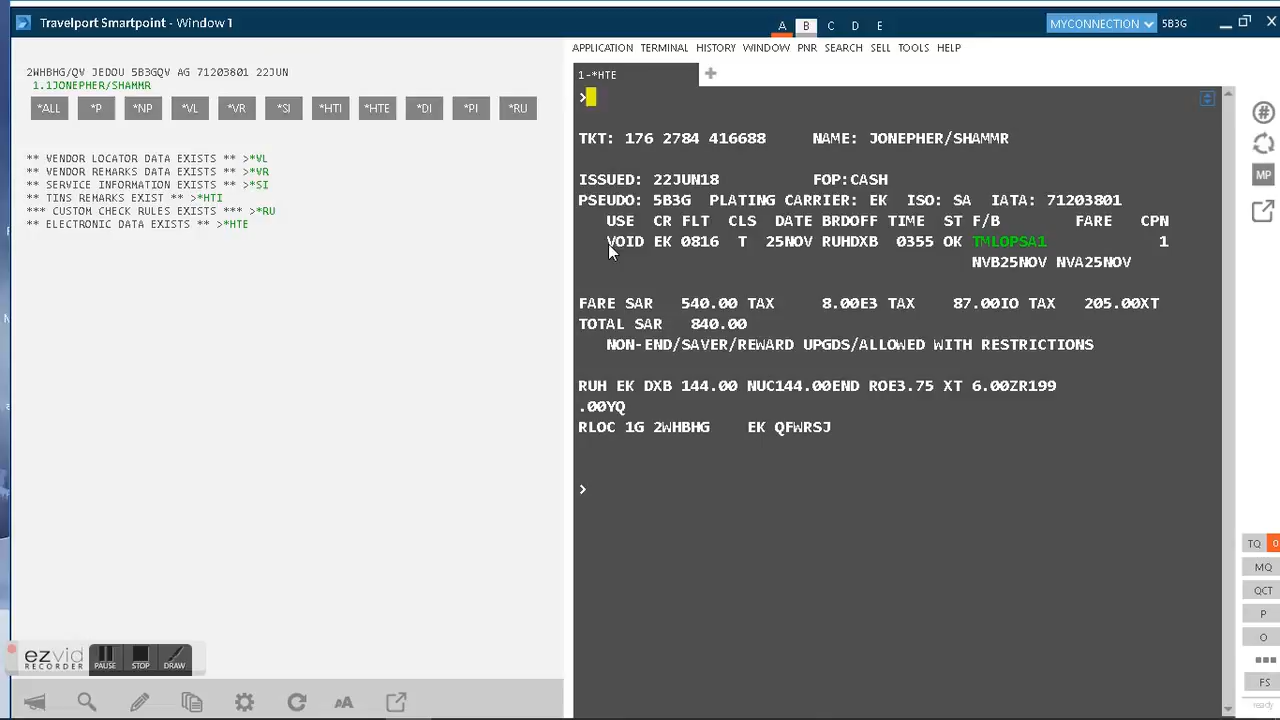 Travelport Smartpoint - Window 1
A B C D E
MYCONNECTION 5B3G
2WHBHG/QV JEDOU 5B3GQV AG 71203801 22JUN
1.1JONEPHER/SHAMMR
*ALL *P *NP *VL *VR *SI *HTI *HTE *DI *PI *RU
** VENDOR LOCATOR DATA EXISTS ** >*VL
** VENDOR REMARKS DATA EXISTS ** >*VR
** SERVICE INFORMATION EXISTS ** >*SI
** TINS REMARKS EXIST ** >*HTI
*** CUSTOM CHECK RULES EXISTS *** >*RU
** ELECTRONIC DATA EXISTS ** >*HTE
APPLICATION TERMINAL HISTORY WINDOW PNR SEARCH SELL TOOLS HELP
1-*HTE
>
TKT: 176 2784 416688 NAME: JONEPHER/SHAMMR
ISSUED: 22JUN18 FOP:CASH
PSEUDO: 5B3G PLATING CARRIER: EK ISO: SA IATA: 71203801
USE CR FLT CLS DATE BRDOFF TIME ST F/B FARE CPN
VOID EK 0816 T 25NOV RUHDXB 0355 OK TMLOPSA1 1
NVB25NOV NVA25NOV
FARE SAR 540.00 TAX 8.00E3 TAX 87.00IO TAX 205.00XT
TOTAL SAR 840.00
NON-END/SAVER/REWARD UPGDS/ALLOWED WITH RESTRICTIONS
RUH EK DXB 144.00 NUC144.00END ROE3.75 XT 6.00ZR199
.00YQ
RLOC 1G 2WHBHG EK QFWRSJ
>
#
MP
TQ 0
MQ
QCT
P
O
FS
ready
ezvid
RECORDER
PAUSE STOP DRAW
AA